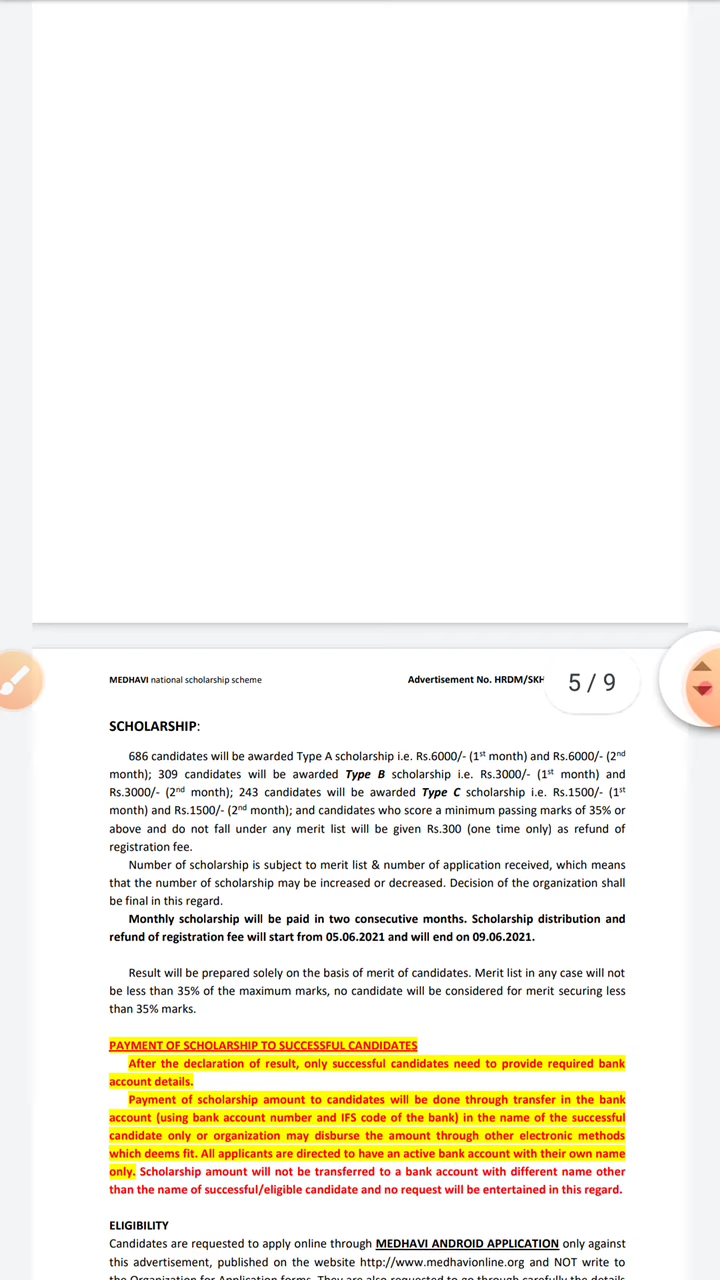 MEDHAVI national scholarship scheme Advertisement No. HRDM/SKH
5 / 9
SCHOLARSHIP:
686 candidates will be awarded Type A scholarship i.e. Rs.6000/- (1st month) and Rs.6000/- (2nd
month); 309 candidates will be awarded Type B scholarship i.e. Rs.3000/- (1st month) and
Rs.3000/- (2nd month); 243 candidates will be awarded Type C scholarship i.e. Rs.1500/- (1st
month) and Rs.1500/- (2nd month); and candidates who score a minimum passing marks of 35% or
above and do not fall under any merit list will be given Rs.300 (one time only) as refund of
registration fee.
Number of scholarship is subject to merit list & number of application received, which means
that the number of scholarship may be increased or decreased. Decision of the organization shall
be final in this regard.
Monthly scholarship will be paid in two consecutive months. Scholarship distribution and
refund of registration fee will start from 05.06.2021 and will end on 09.06.2021.
Result will be prepared solely on the basis of merit of candidates. Merit list in any case will not
be less than 35% of the maximum marks, no candidate will be considered for merit securing less
than 35% marks.
PAYMENT OF SCHOLARSHIP TO SUCCESSFUL CANDIDATES
After the declaration of result, only successful candidates need to provide required bank
account details.
Payment of scholarship amount to candidates will be done through transfer in the bank
account (using bank account number and IFS code of the bank) in the name of the successful
candidate only or organization may disburse the amount through other electronic methods
which deems fit. All applicants are directed to have an active bank account with their own name
only. Scholarship amount will not be transferred to a bank account with different name other
than the name of successful/eligible candidate and no request will be entertained in this regard.
ELIGIBILITY
Candidates are requested to apply online through MEDHAVI ANDROID APPLICATION only against
this advertisement, published on the website http://www.medhavionline.org and NOT write to
the Organization for Application forms. They are also requested to go through carefully the details